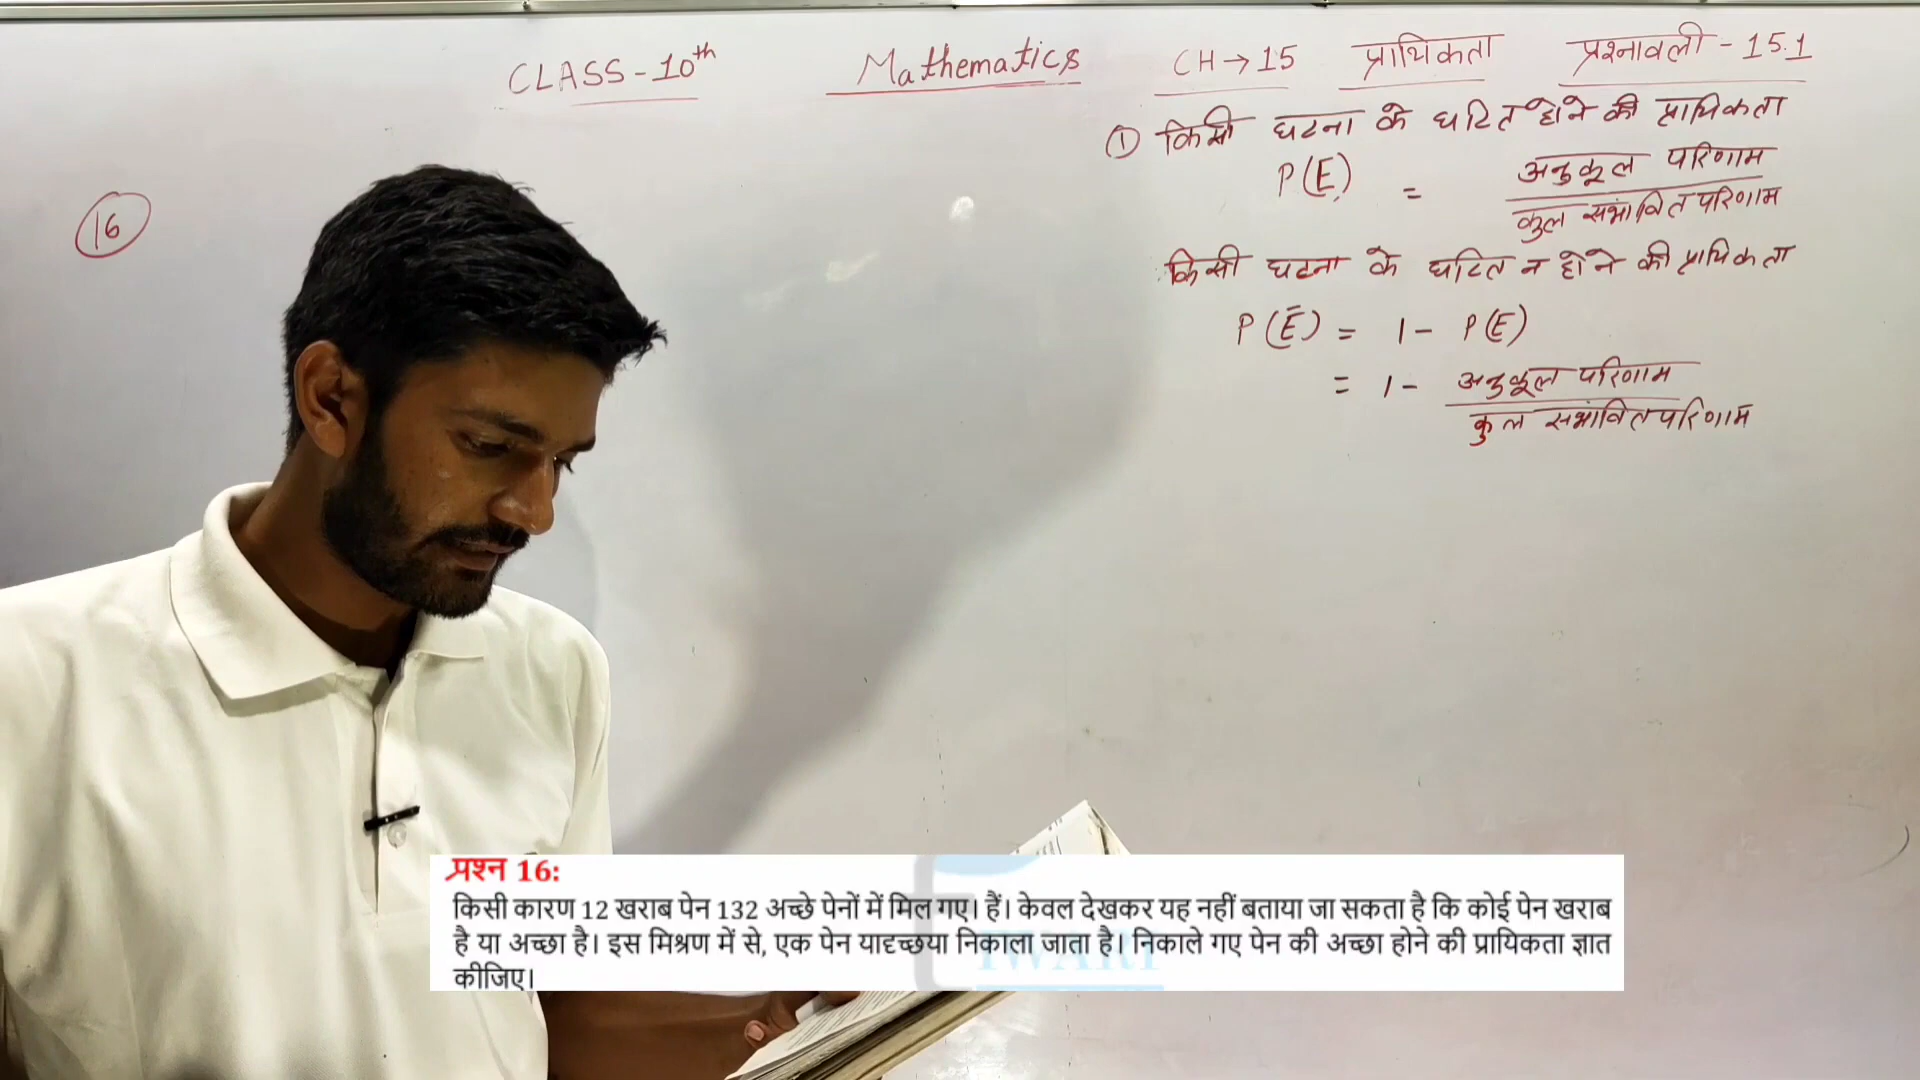 CLASS-10th Mathematics CH→15 प्रायिकता प्रश्नावली-15.1
① किसी घटना के घटित होने की प्रायिकता
P(E) = अनुकूल परिणाम
कुल सभांवित परिणाम
किसी घटना के घटित न होने की प्रायिकता
P(Ē) = 1- P(E)
= 1- अनुकूल परिणाम
कुल सभांवित परिणाम
16
प्रश्न 16:
किसी कारण 12 खराब पेन 132 अच्छे पेनों में मिल गए। हैं। केवल देखकर यह नहीं बताया जा सकता है कि कोई पेन खराब
है या अच्छा है। इस मिश्रण में से, एक पेन यादृच्छया निकाला जाता है। निकाले गए पेन की अच्छा होने की प्रायिकता ज्ञात
कीजिए।